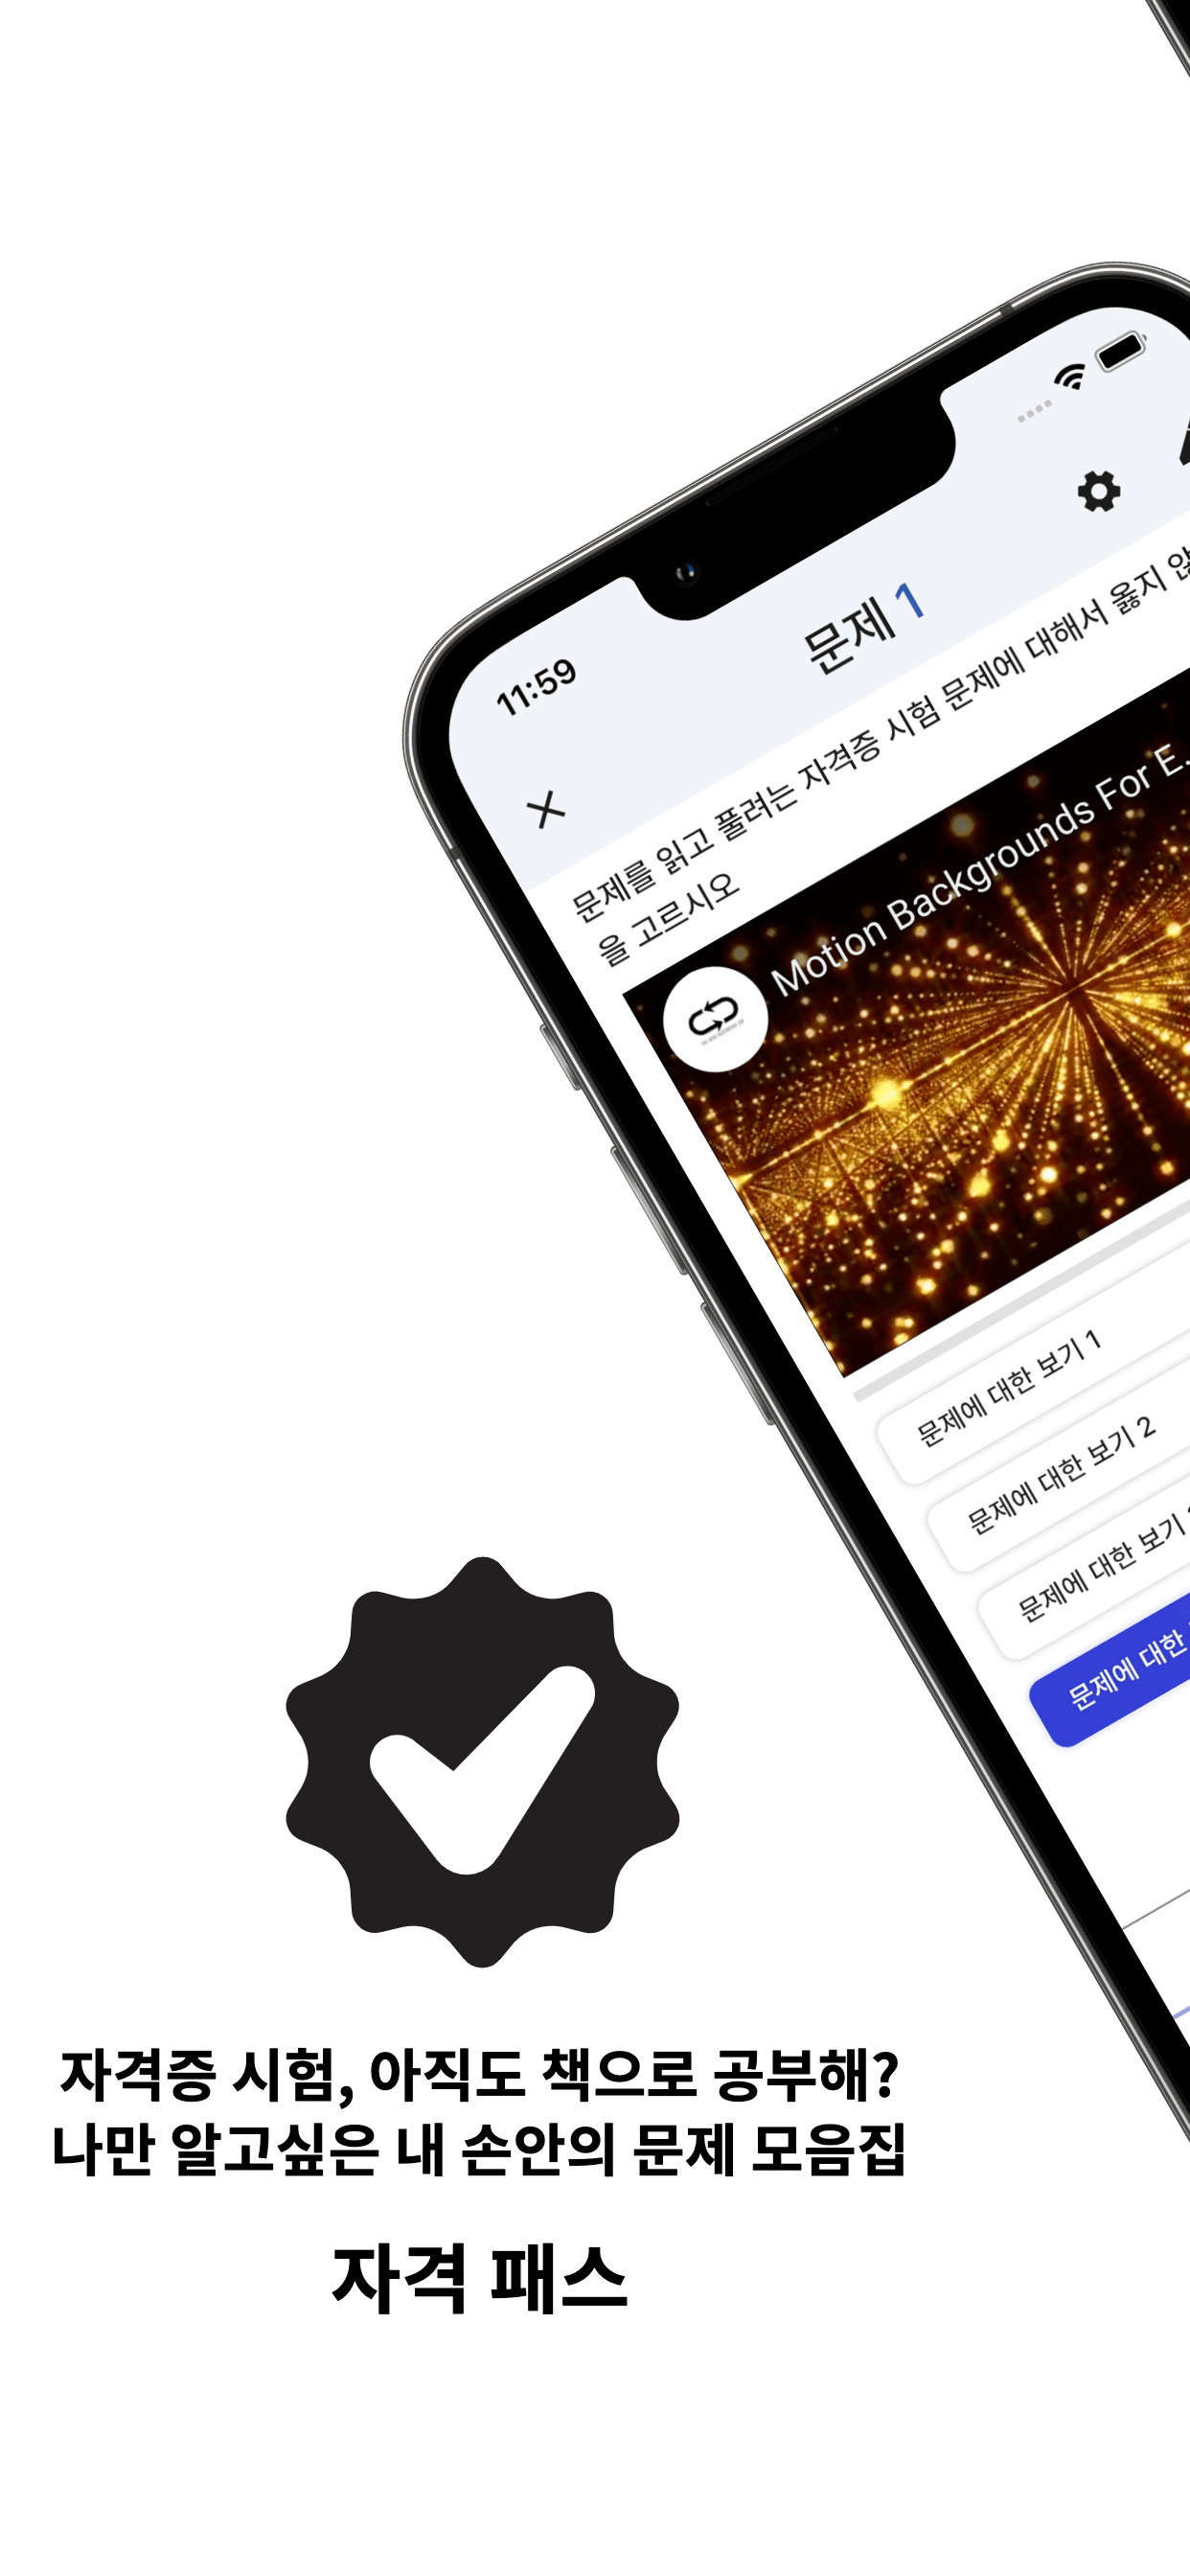 11:59
문제 1
문제를 읽고 풀려는 자격증 시험 문제에 대해서 옳지
을 고르시오
Motion Backgrounds For E...
문제에 대한 보기 1
문제에 대한 보기 2
문제에 대한 보기
문제에 대한
자격증 시험, 아직도 책으로 공부해?
나만 알고싶은 내 손안의 문제 모음집
자격 패스